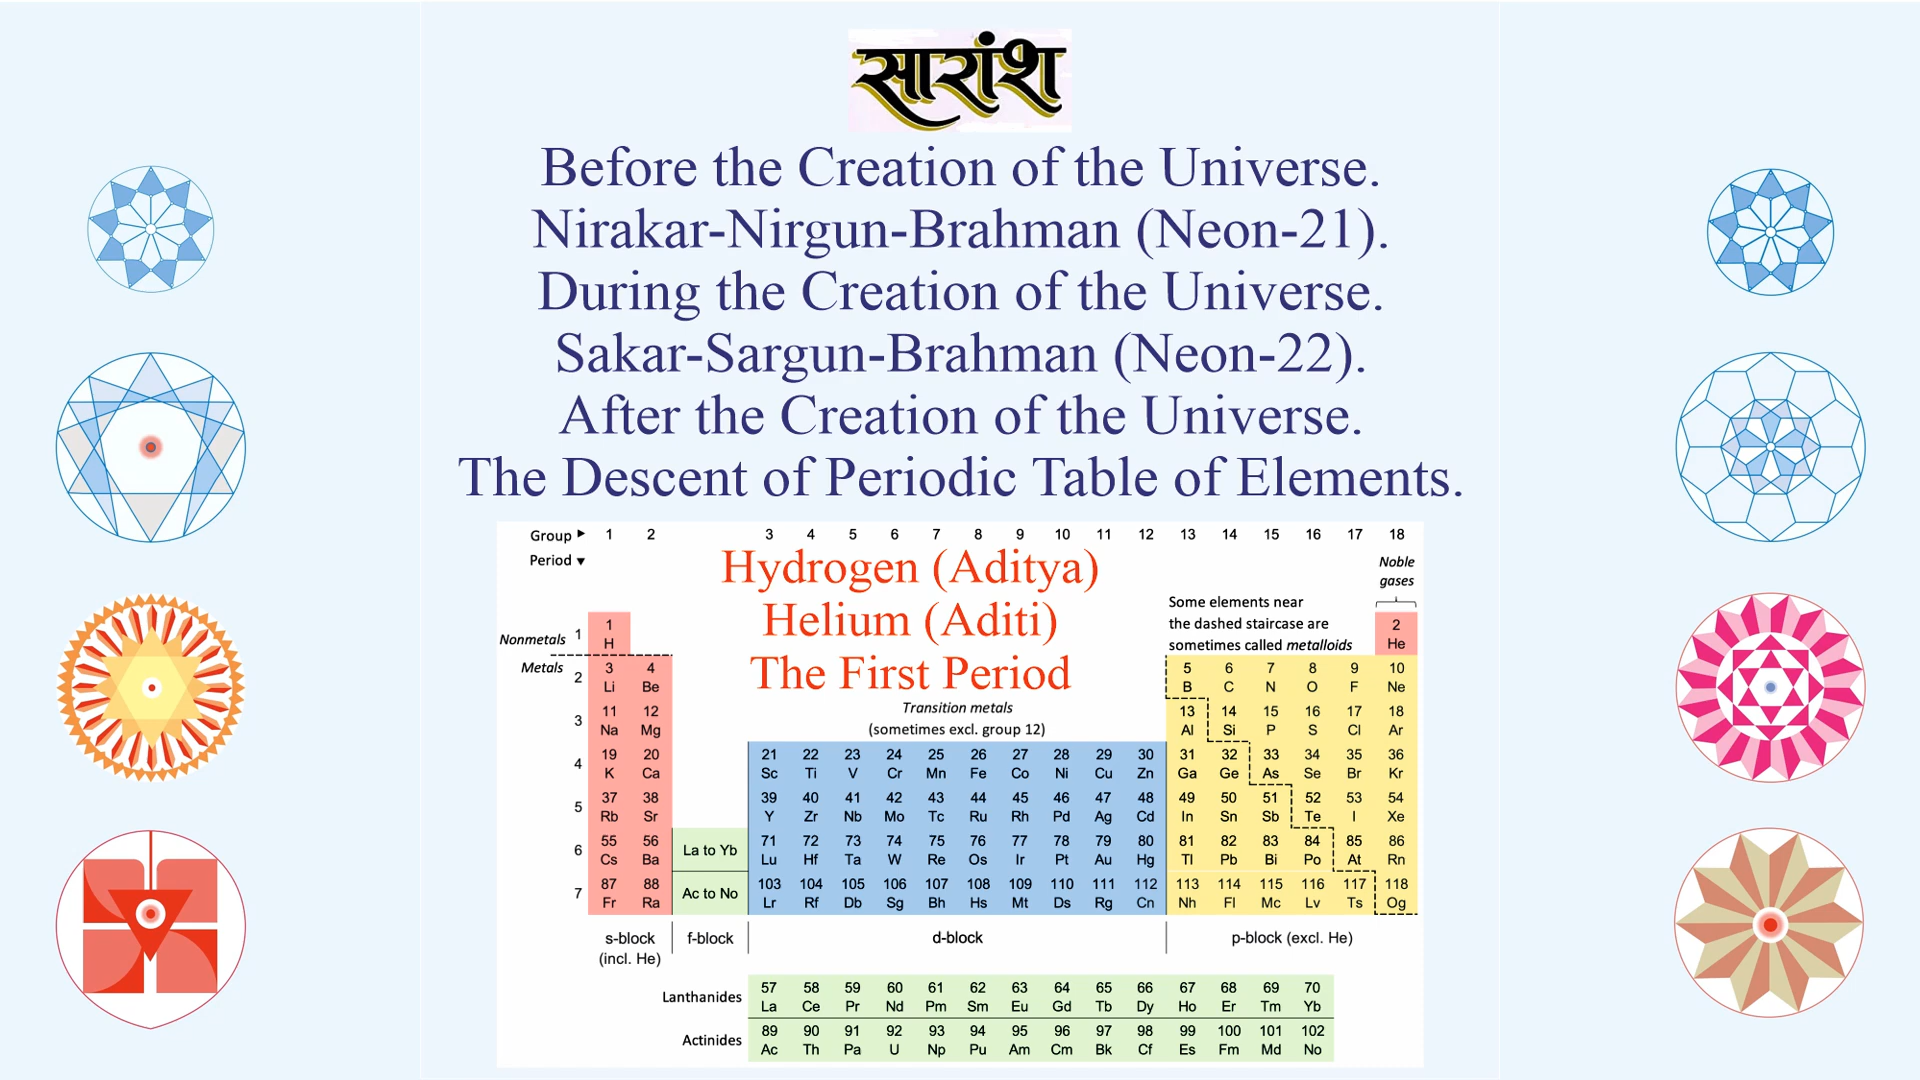 सारांश
Before the Creation of the Universe.
Nirakar-Nirgun-Brahman (Neon-21).
During the Creation of the Universe.
Sakar-Sargun-Brahman (Neon-22).
After the Creation of the Universe.
The Descent of Periodic Table of Elements.
Group ► 1 2 3 4 5 6 7 8 9 10 11 12 13 14 15 16 17 18
Period ▼
Hydrogen (Aditya)
Helium (Aditi)
The First Period
Noble
gases
Some elements near
the dashed staircase are
sometimes called metalloids
Nonmetals
Metals
1 1 2
H He
2 3 4 5 6 7 8 9 10
Li Be B C N O F Ne
Transition metals
(sometimes excl. group 12)
3 11 12 13 14 15 16 17 18
Na Mg Al Si P S Cl Ar
4 19 20 21 22 23 24 25 26 27 28 29 30 31 32 33 34 35 36
K Ca Sc Ti V Cr Mn Fe Co Ni Cu Zn Ga Ge As Se Br Kr
5 37 38 39 40 41 42 43 44 45 46 47 48 49 50 51 52 53 54
Rb Sr Y Zr Nb Mo Tc Ru Rh Pd Ag Cd In Sn Sb Te I Xe
6 55 56 La to Yb 71 72 73 74 75 76 77 78 79 80 81 82 83 84 85 86
Cs Ba Lu Hf Ta W Re Os Ir Pt Au Hg Tl Pb Bi Po At Rn
7 87 88 Ac to No 103 104 105 106 107 108 109 110 111 112 113 114 115 116 117 118
Fr Ra Lr Rf Db Sg Bh Hs Mt Ds Rg Cn Nh Fl Mc Lv Ts Og
s-block f-block d-block p-block (excl. He)
(incl. He)
Lanthanides 57 58 59 60 61 62 63 64 65 66 67 68 69 70
La Ce Pr Nd Pm Sm Eu Gd Tb Dy Ho Er Tm Yb
Actinides 89 90 91 92 93 94 95 96 97 98 99 100 101 102
Ac Th Pa U Np Pu Am Cm Bk Cf Es Fm Md No